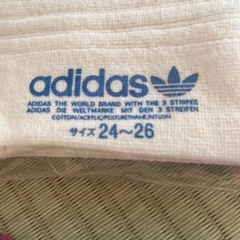 adidas
ADIDAS THE WORLD BRAND WITH THE 3 STRIPES
ADIDAS DIE WELTMARKE MIT DEN 3 STREIFEN
COTTON/ACRYLIC/POLYURETHANE/NYLON
サイズ 24～26